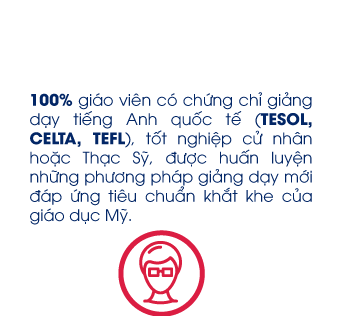 100% giáo viên có chứng chỉ giảng
dạy tiếng Anh quốc tế (TESOL,
CELTA, TEFL), tốt nghiệp cử nhân
hoặc Thạc Sỹ, được huấn luyện
những phương pháp giảng dạy mới
đáp ứng tiêu chuẩn khắt khe của
giáo dục Mỹ.